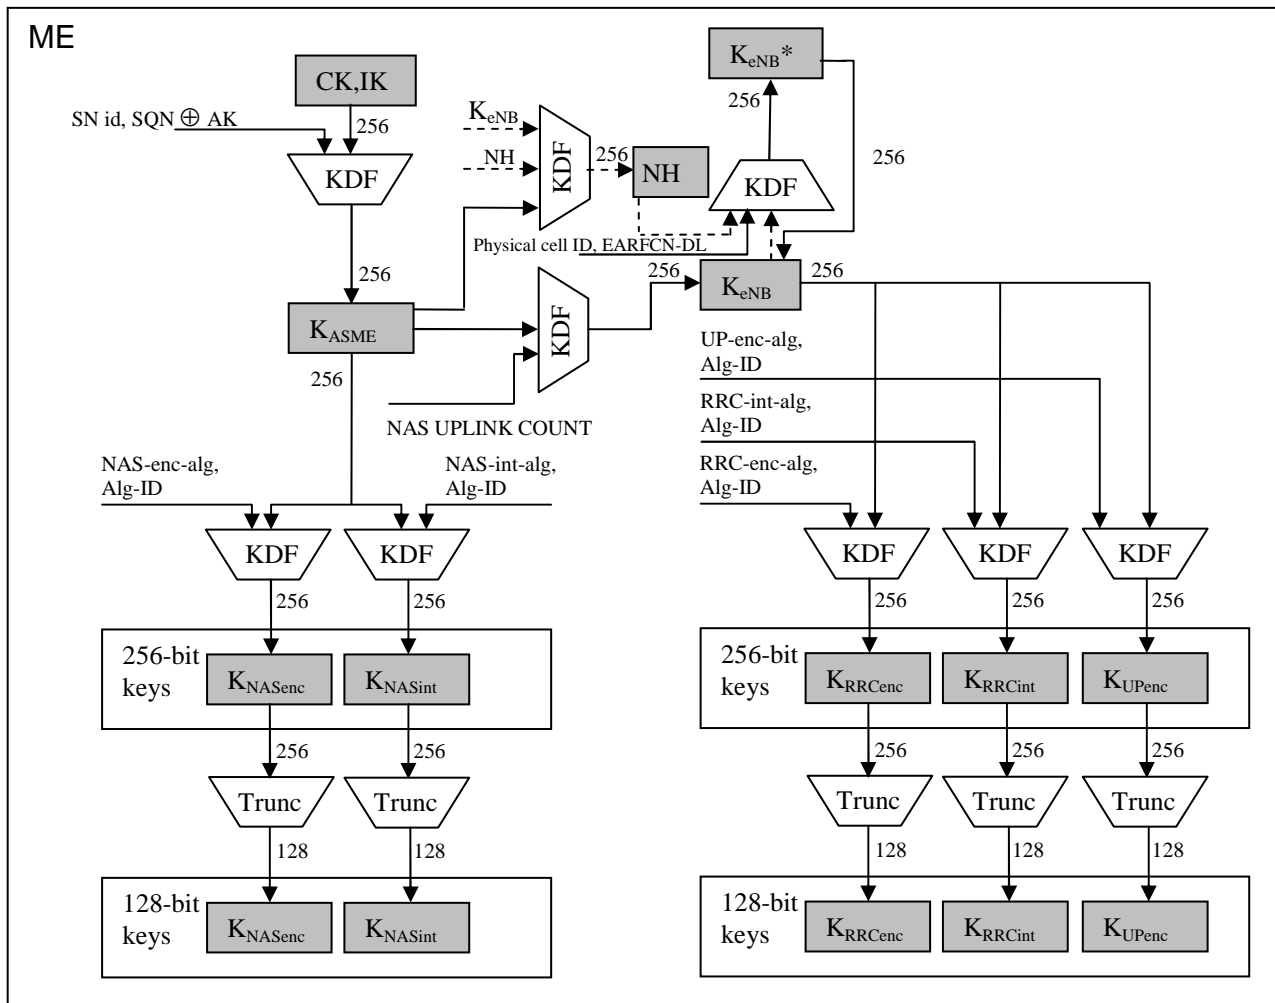 ME
K_eNB*
CK,IK
256
SN id, SQN ⊕ AK
256
K_eNB
256
NH
256
KDF
KDF
NH
KDF
Physical cell ID, EARFCN-DL
256
256
256
K_eNB
256
K_ASME
KDF
256
UP-enc-alg,
Alg-ID
NAS UPLINK COUNT
RRC-int-alg,
Alg-ID
NAS-enc-alg,
Alg-ID
NAS-int-alg,
Alg-ID
RRC-enc-alg,
Alg-ID
KDF
KDF
KDF
KDF
KDF
256
256
256
256
256
256-bit
keys
K_NASenc
K_NASint
256-bit
keys
K_RRCenc
K_RRCint
K_UPenc
256
256
256
256
256
Trunc
Trunc
Trunc
Trunc
Trunc
128
128
128
128
128
128-bit
keys
K_NASenc
K_NASint
128-bit
keys
K_RRCenc
K_RRCint
K_UPenc